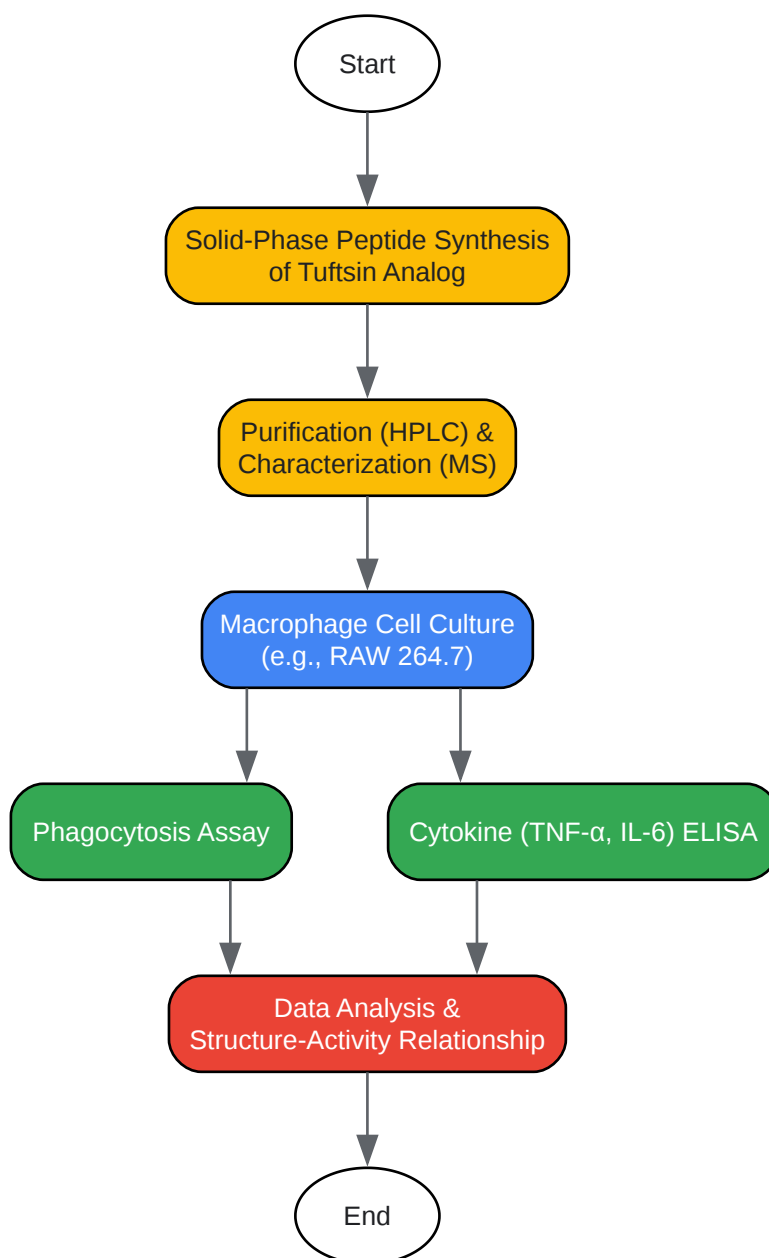 Start
Solid-Phase Peptide Synthesis
of Tuftsin Analog
Purification (HPLC) &
Characterization (MS)
Macrophage Cell Culture
(e.g., RAW 264.7)
Phagocytosis Assay
Cytokine (TNF-α, IL-6) ELISA
Data Analysis &
Structure-Activity Relationship
End